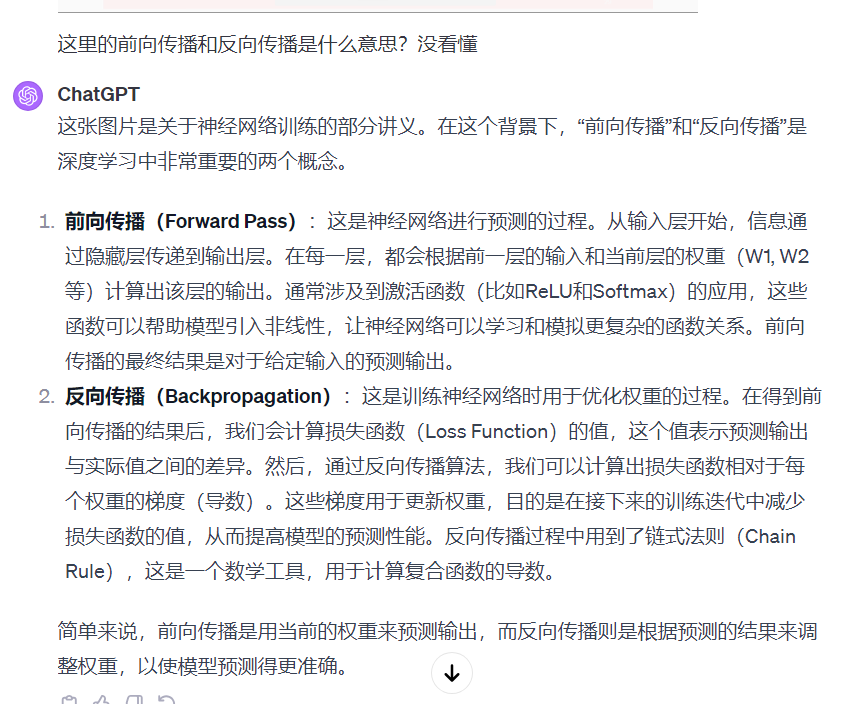 这里的前向传播和反向传播是什么意思？没看懂
ChatGPT
这张图片是关于神经网络训练的部分讲义。在这个背景下，“前向传播”和“反向传播”是
深度学习中非常重要的两个概念。
1. 前向传播（Forward Pass）：这是神经网络进行预测的过程。从输入层开始，信息通
过隐藏层传递到输出层。在每一层，都会根据前一层的输入和当前层的权重（W1, W2
等）计算出该层的输出。通常涉及到激活函数（比如ReLU和Softmax）的应用，这些
函数可以帮助模型引入非线性，让神经网络可以学习和模拟更复杂的函数关系。前向
传播的最终结果是对于给定输入的预测输出。
2. 反向传播（Backpropagation）：这是训练神经网络时用于优化权重的过程。在得到前
向传播的结果后，我们会计算损失函数（Loss Function）的值，这个值表示预测输出
与实际值之间的差异。然后，通过反向传播算法，我们可以计算出损失函数相对于每
个权重的梯度（导数）。这些梯度用于更新权重，目的是在接下来的训练迭代中减少
损失函数的值，从而提高模型的预测性能。反向传播过程中用到了链式法则（Chain
Rule），这是一个数学工具，用于计算复合函数的导数。
简单来说，前向传播是用当前的权重来预测输出，而反向传播则是根据预测的结果来调
整权重，以使模型预测得更准确。